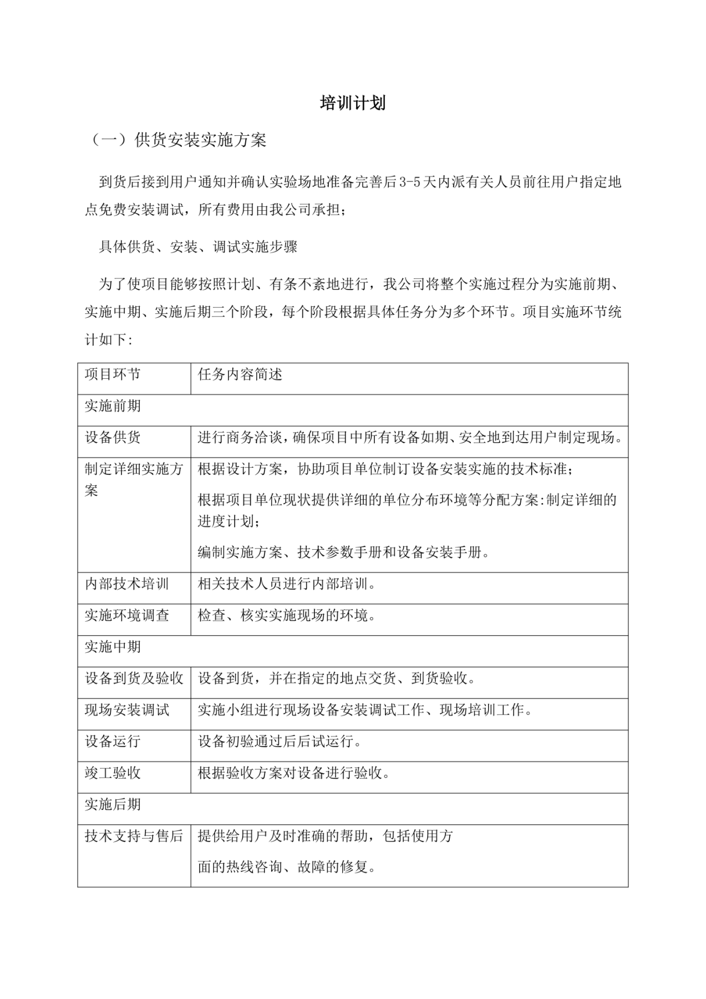 培训计划
（一）供货安装实施方案
到货后接到用户通知并确认实验场地准备完善后3-5天内派有关人员前往用户指定地
点免费安装调试，所有费用由我公司承担；
具体供货、安装、调试实施步骤
为了使项目能够按照计划、有条不紊地进行，我公司将整个实施过程分为实施前期、
实施中期、实施后期三个阶段，每个阶段根据具体任务分为多个环节。项目实施环节统
计如下：
项目环节 任务内容简述
实施前期
设备供货 进行商务洽谈，确保项目中所有设备如期、安全地到达用户制定现场。
制定详细实施方 根据设计方案，协助项目单位制订设备安装实施的技术标准；
案
根据项目单位现状提供详细的单位分布环境等分配方案：制定详细的
进度计划；
编制实施方案、技术参数手册和设备安装手册。
内部技术培训 相关技术人员进行内部培训。
实施环境调查 检查、核实实施现场的环境。
实施中期
设备到货及验收 设备到货，并在指定的地点交货、到货验收。
现场安装调试 实施小组进行现场设备安装调试工作、现场培训工作。
设备运行 设备初验通过后后试运行。
竣工验收 根据验收方案对设备进行验收。
实施后期
技术支持与售后 提供给用户及时准确的帮助，包括使用方
面的热线咨询、故障的修复。